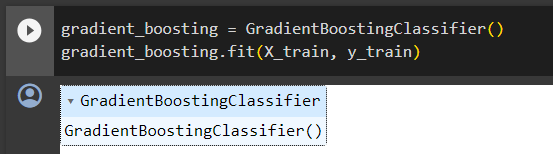 gradient_boosting = GradientBoostingClassifier()
gradient_boosting.fit(X_train, y_train)
▾ GradientBoostingClassifier
GradientBoostingClassifier()